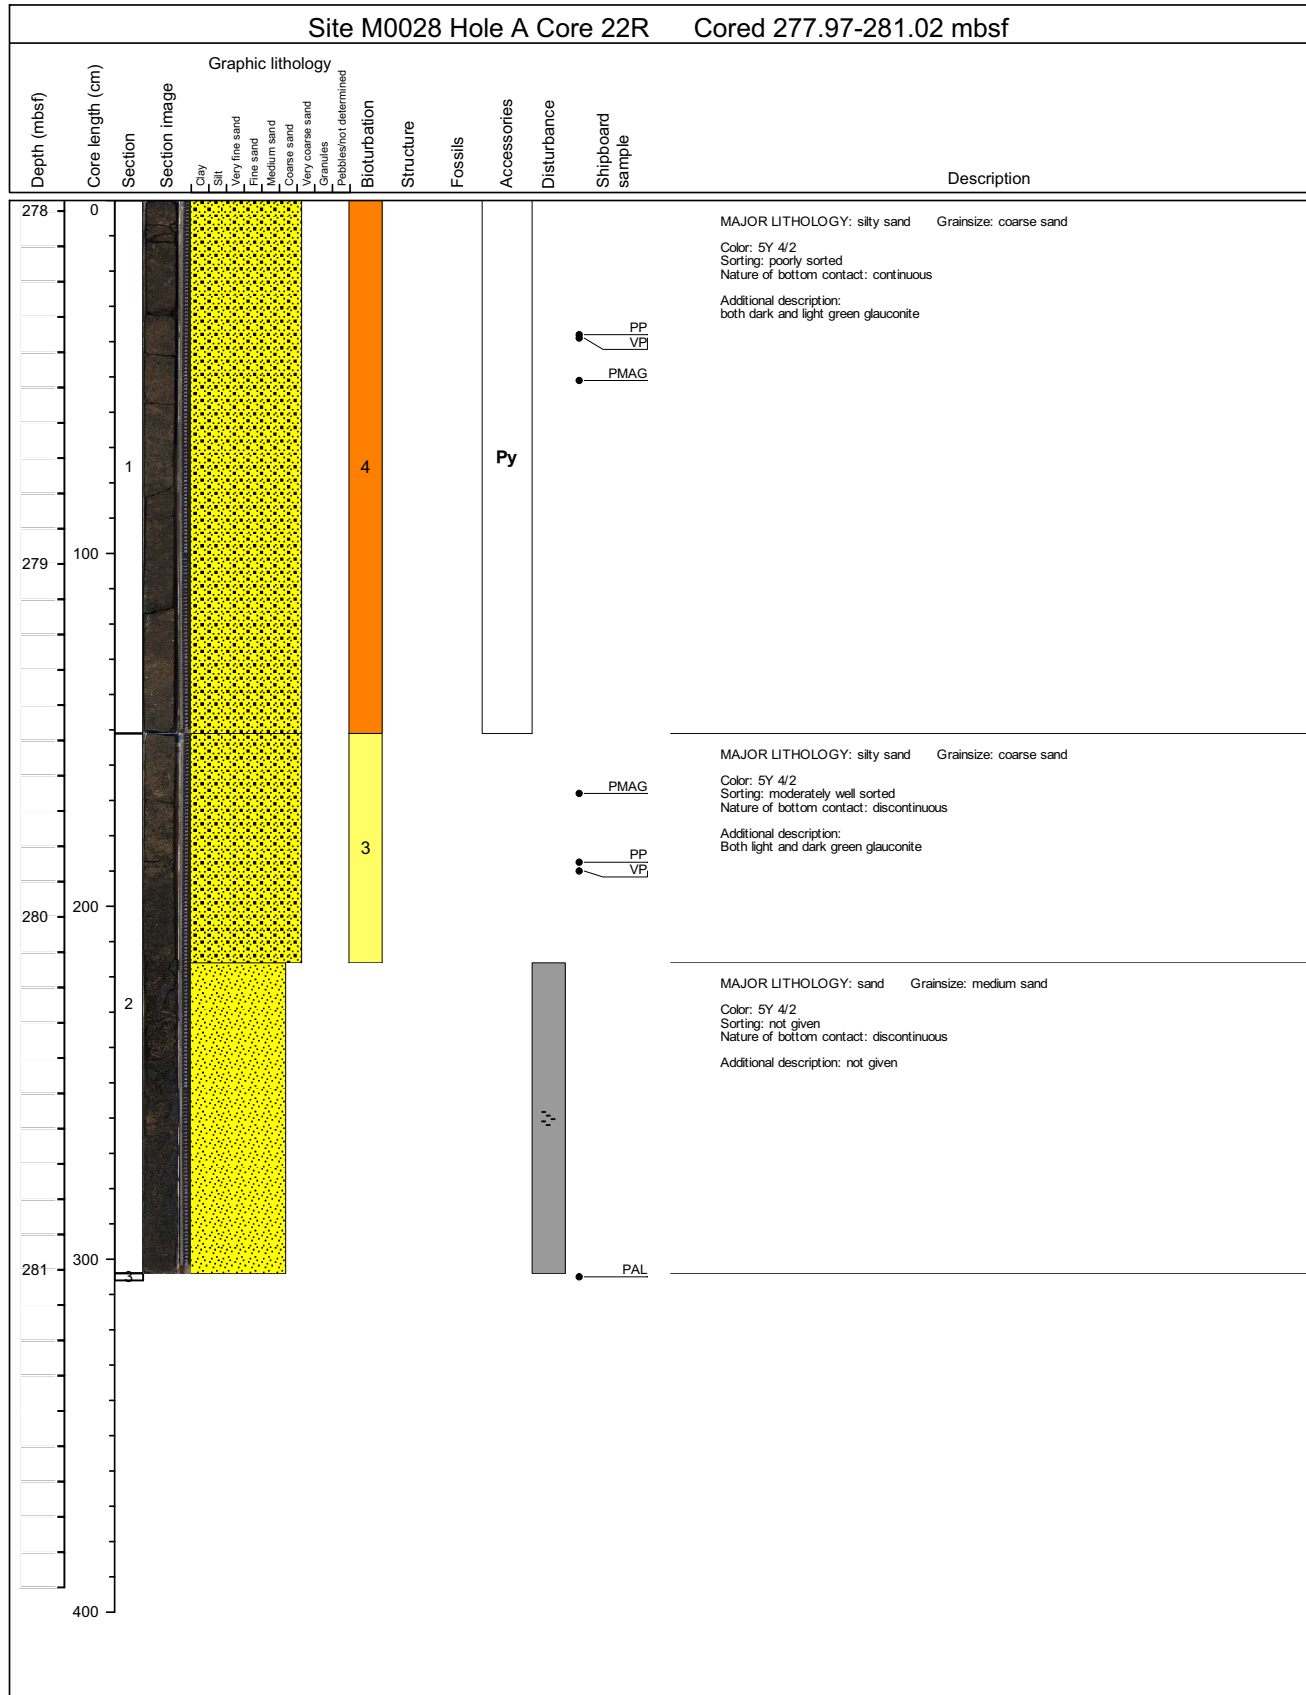 Site M0028 Hole A Core 22R Cored 277.97-281.02 mbsf
Graphic lithology
Depth (mbsf)
Core length (cm)
Section
Section image
Clay
Silt
Very fine sand
Fine sand
Medium sand
Coarse sand
Very coarse sand
Granules
Pebbles/not determined
Bioturbation
Structure
Fossils
Accessories
Disturbance
Shipboard
sample
Description
278
0
MAJOR LITHOLOGY: silty sand Grainsize: coarse sand
Color: 5Y 4/2
Sorting: poorly sorted
Nature of bottom contact: continuous
Additional description:
both dark and light green glauconite
PP
VP
PMAG
1
4
Py
100
279
MAJOR LITHOLOGY: silty sand Grainsize: coarse sand
Color: 5Y 4/2
Sorting: moderately well sorted
Nature of bottom contact: discontinuous
Additional description:
Both light and dark green glauconite
PMAG
3
PP
VP
200
280
MAJOR LITHOLOGY: sand Grainsize: medium sand
Color: 5Y 4/2
Sorting: not given
Nature of bottom contact: discontinuous
Additional description: not given
2
300
281
3
PAL
400